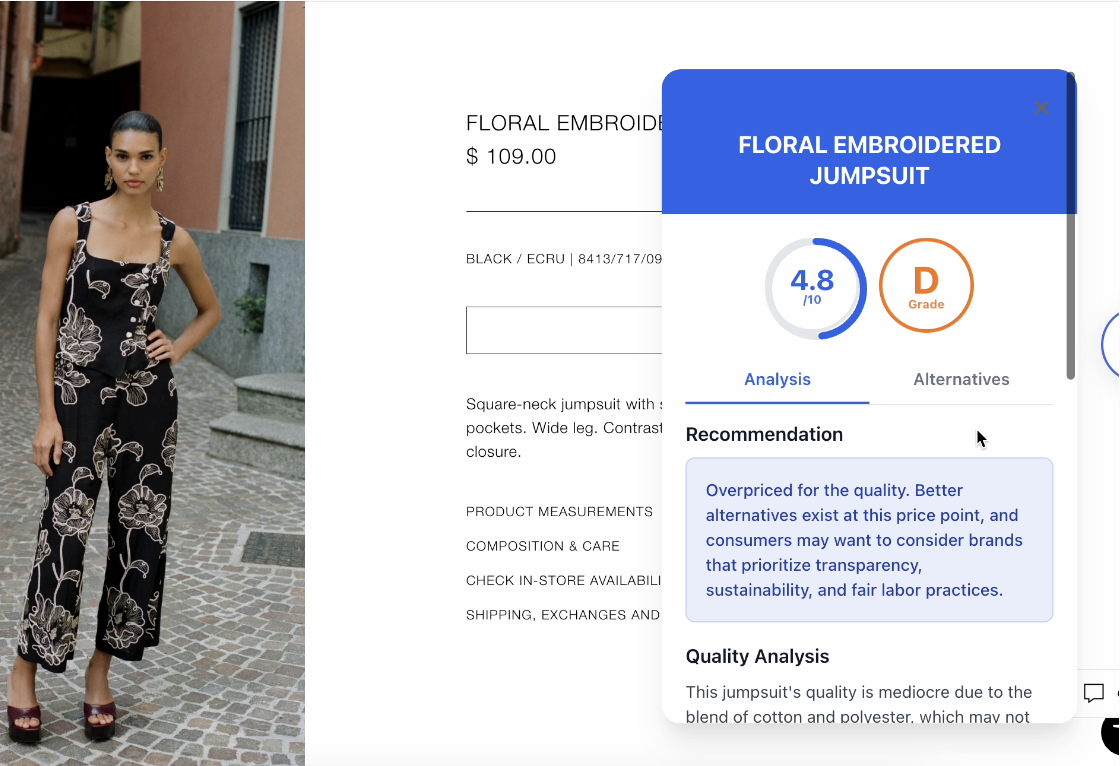 FLORAL EMBROIDE
$ 109.00
BLACK / ECRU | 8413/717/09
Square-neck jumpsuit with
pockets. Wide leg. Contrast
closure.
PRODUCT MEASUREMENTS
COMPOSITION & CARE
CHECK IN-STORE AVAILABILI
SHIPPING, EXCHANGES AND
FLORAL EMBROIDERED
JUMPSUIT
4.8
/10
D
Grade
Analysis
Alternatives
Recommendation
Overpriced for the quality. Better
alternatives exist at this price point, and
consumers may want to consider brands
that prioritize transparency,
sustainability, and fair labor practices.
Quality Analysis
This jumpsuit's quality is mediocre due to the
blend of cotton and polyester, which may not